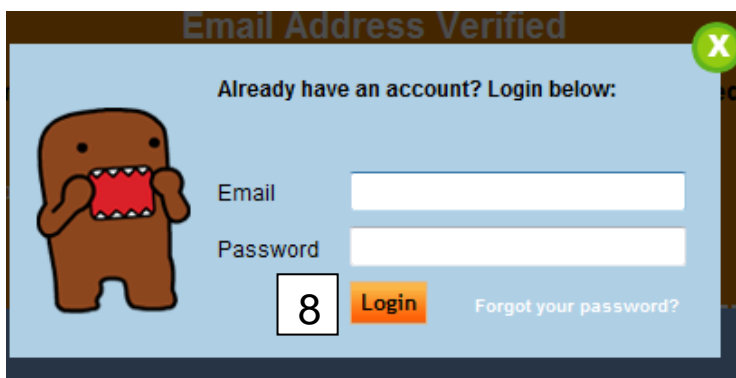 Email Address Verified
X
Already have an account? Login below:
Email
Password
8
Login
Forgot your password?